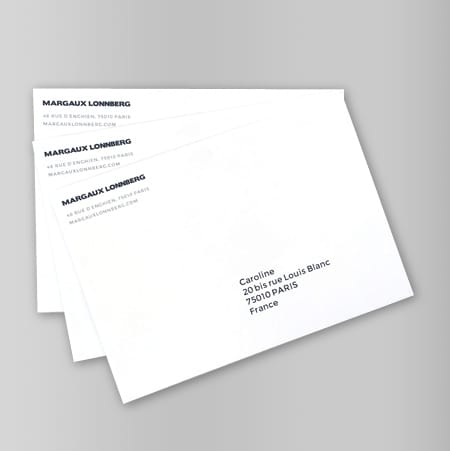 MARGAUX LONNBERG
46 RUE D'ENGHIEN, 75010 PARIS
MARGAUXLONNBERG.COM
MARGAUX LONNBERG
46 RUE D'ENGHIEN, 75010 PARIS
MARGAUXLONNBERG.COM
MARGAUX LONNBERG
46 RUE D'ENGHIEN, 75010 PARIS
MARGAUXLONNBERG.COM
Caroline
20 bis rue Louis Blanc
75010 PARIS
France